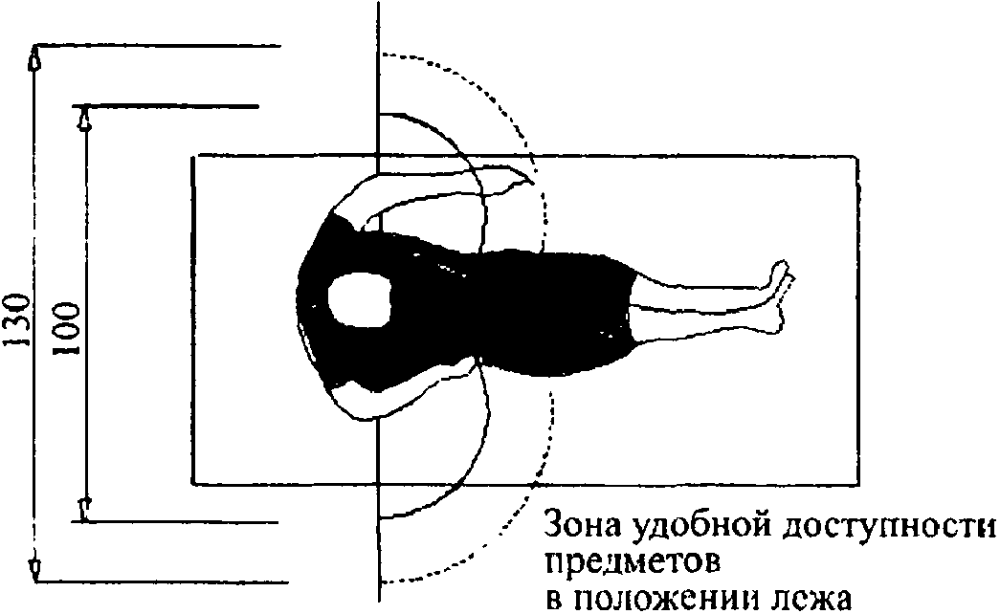 130
100
Зона удобной доступности
предметов
в положении лежа